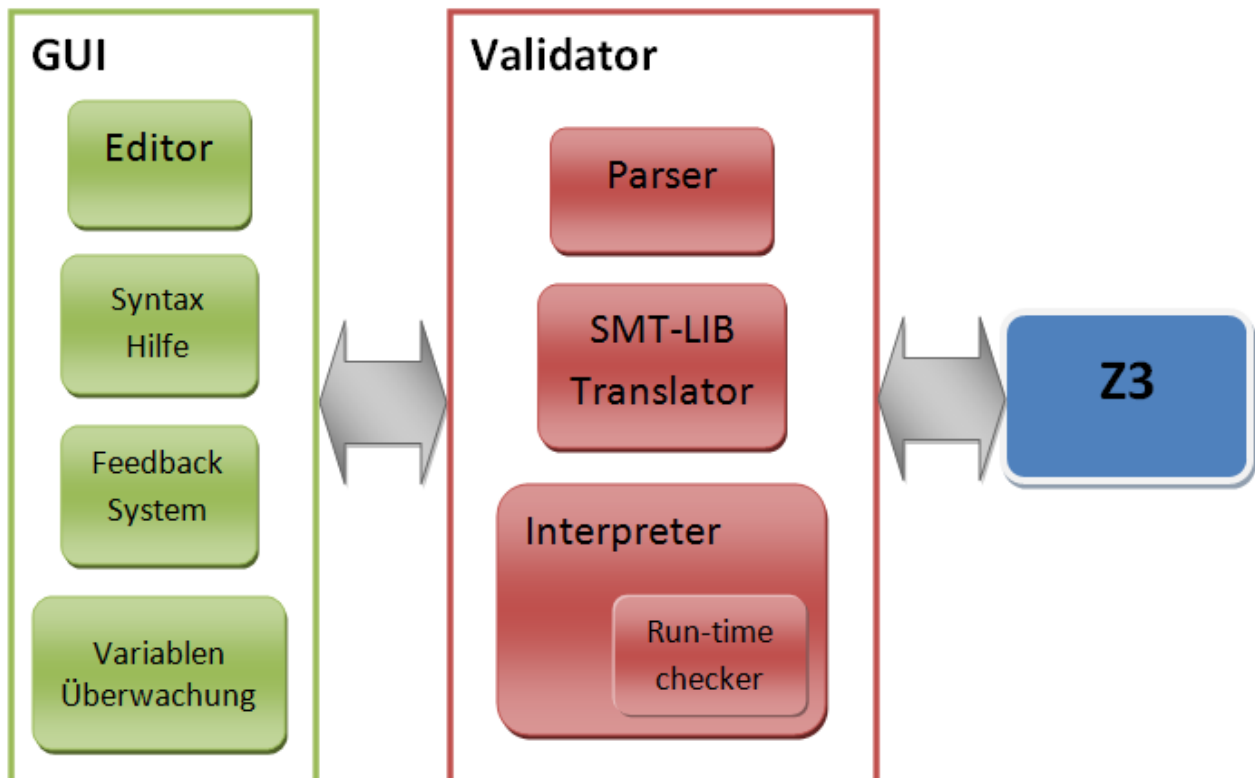 GUI
Editor
Syntax
Hilfe
Feedback
System
Variablen
Überwachung
Validator
Parser
SMT-LIB
Translator
Interpreter
Run-time
checker
Z3